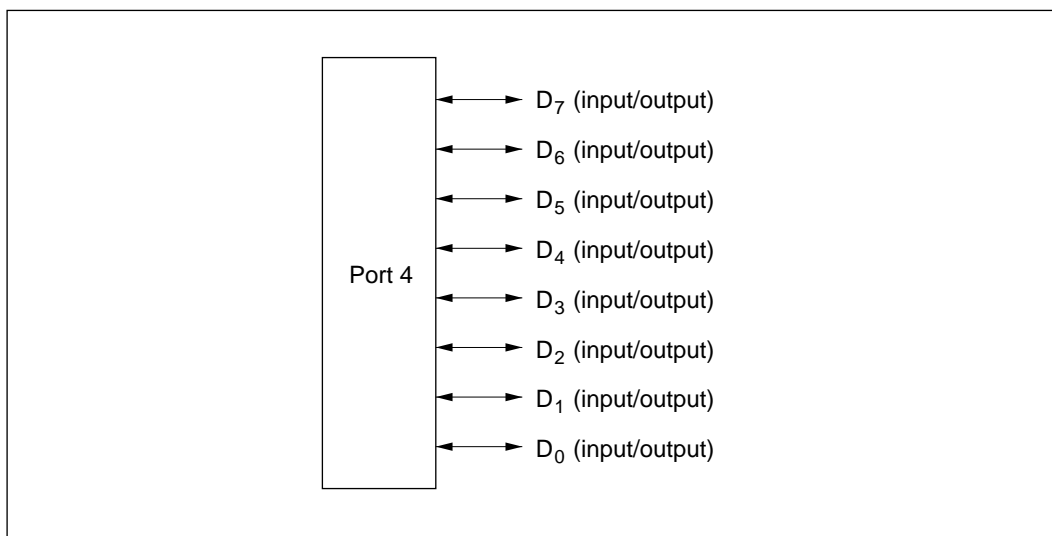 D7 (input/output)
D6 (input/output)
D5 (input/output)
D4 (input/output)
Port 4
D3 (input/output)
D2 (input/output)
D1 (input/output)
D0 (input/output)